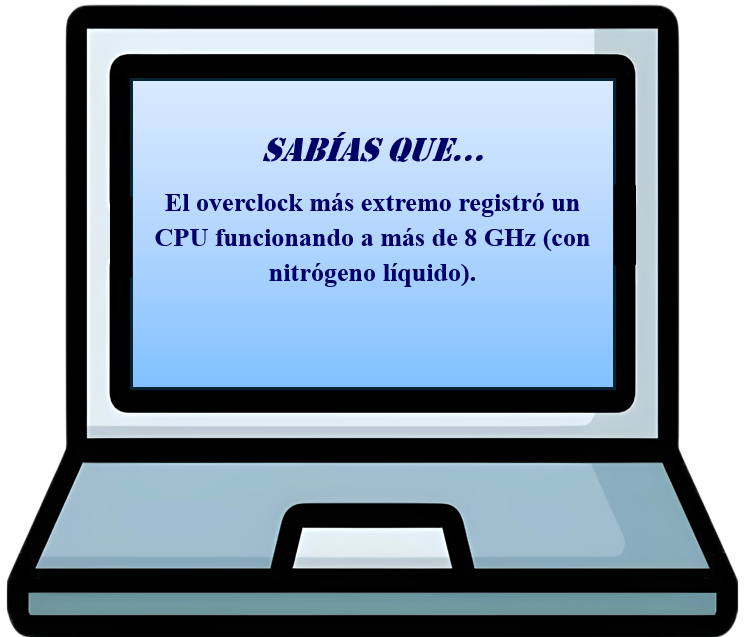 SABÍAS QUE...
El overclock más extremo registró un
CPU funcionando a más de 8 GHz (con
nitrógeno líquido).